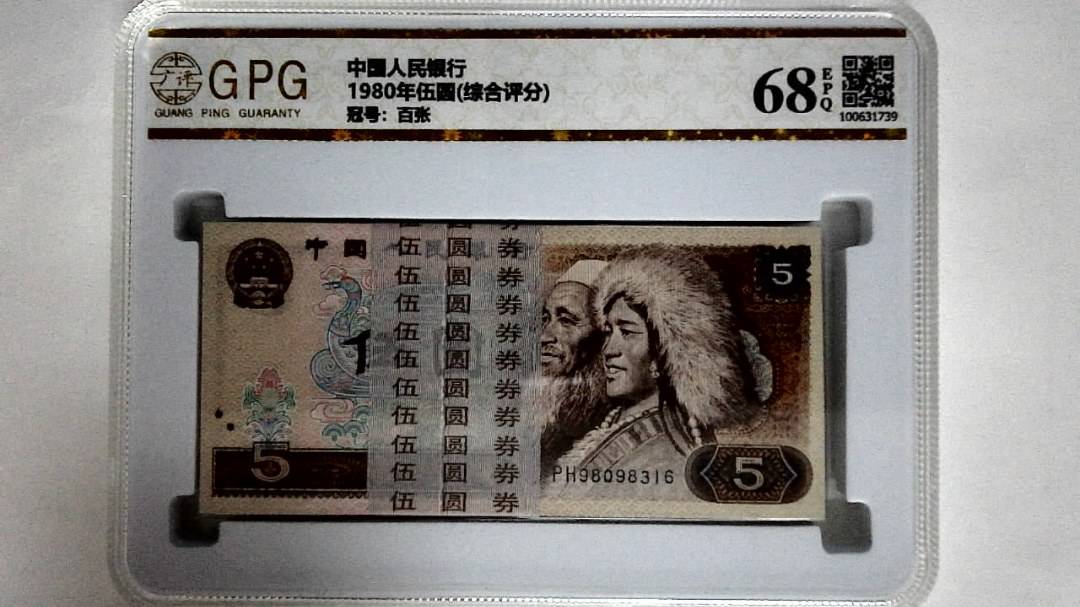 GPG
GUANG PING GUARANTY
中国人民银行
1980年伍圆(综合评分)
冠号：百张
68 EPQ
100631739
中国
伍 圆 券
伍 圆 券
伍 圆 券
伍 圆 券
伍 圆 券
伍 圆 券
伍 圆 券
伍 圆 券
伍 圆 券
伍 圆 券
5
5
PH98098316
5